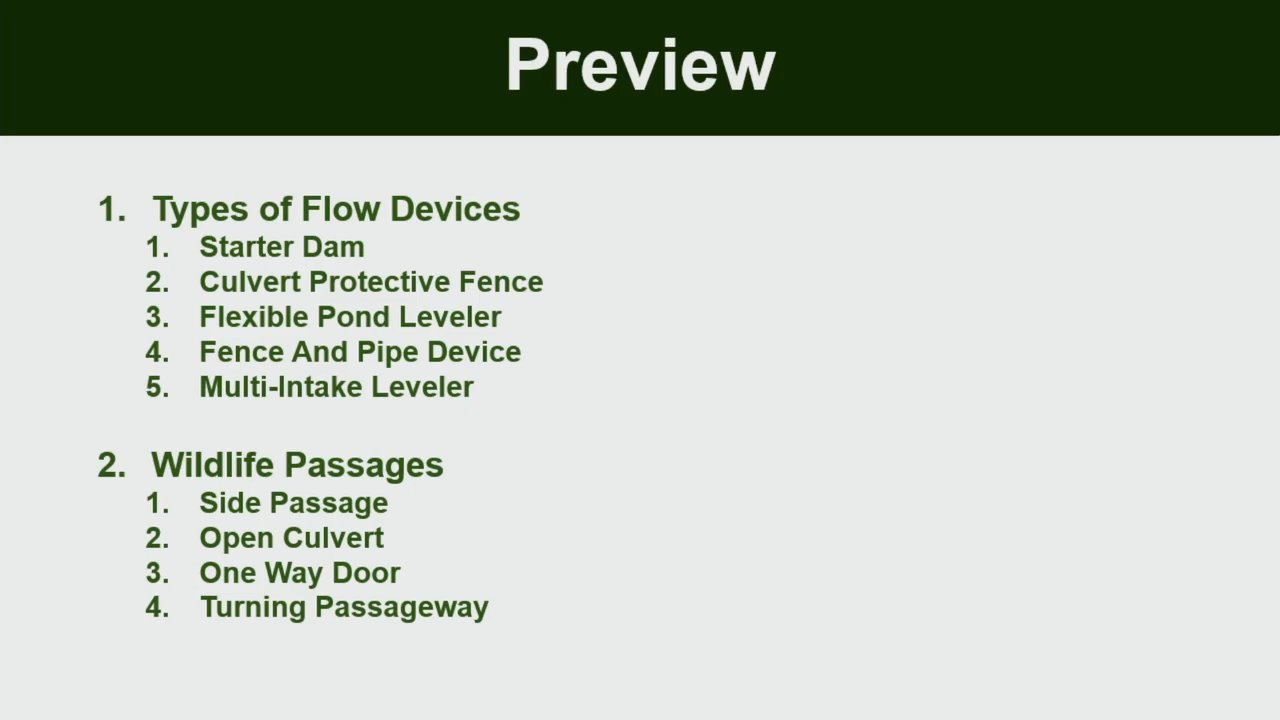 Preview
1. Types of Flow Devices
1. Starter Dam
2. Culvert Protective Fence
3. Flexible Pond Leveler
4. Fence And Pipe Device
5. Multi-Intake Leveler
2. Wildlife Passages
1. Side Passage
2. Open Culvert
3. One Way Door
4. Turning Passageway